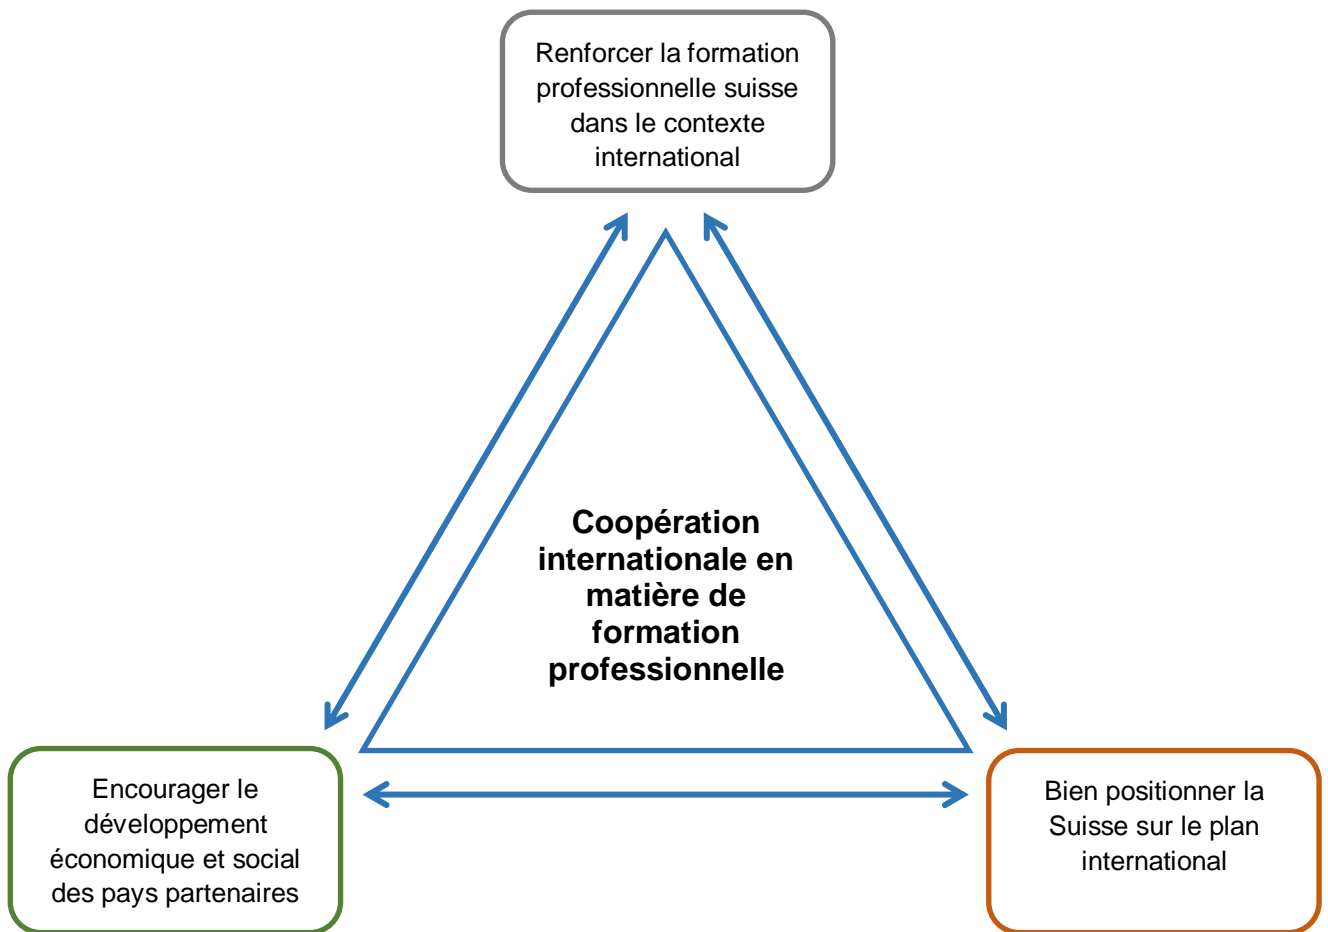 Renforcer la formation
professionnelle suisse
dans le contexte
international
Coopération
internationale en
matière de
formation
professionnelle
Encourager le
développement
économique et social
des pays partenaires
Bien positionner la
Suisse sur le plan
international